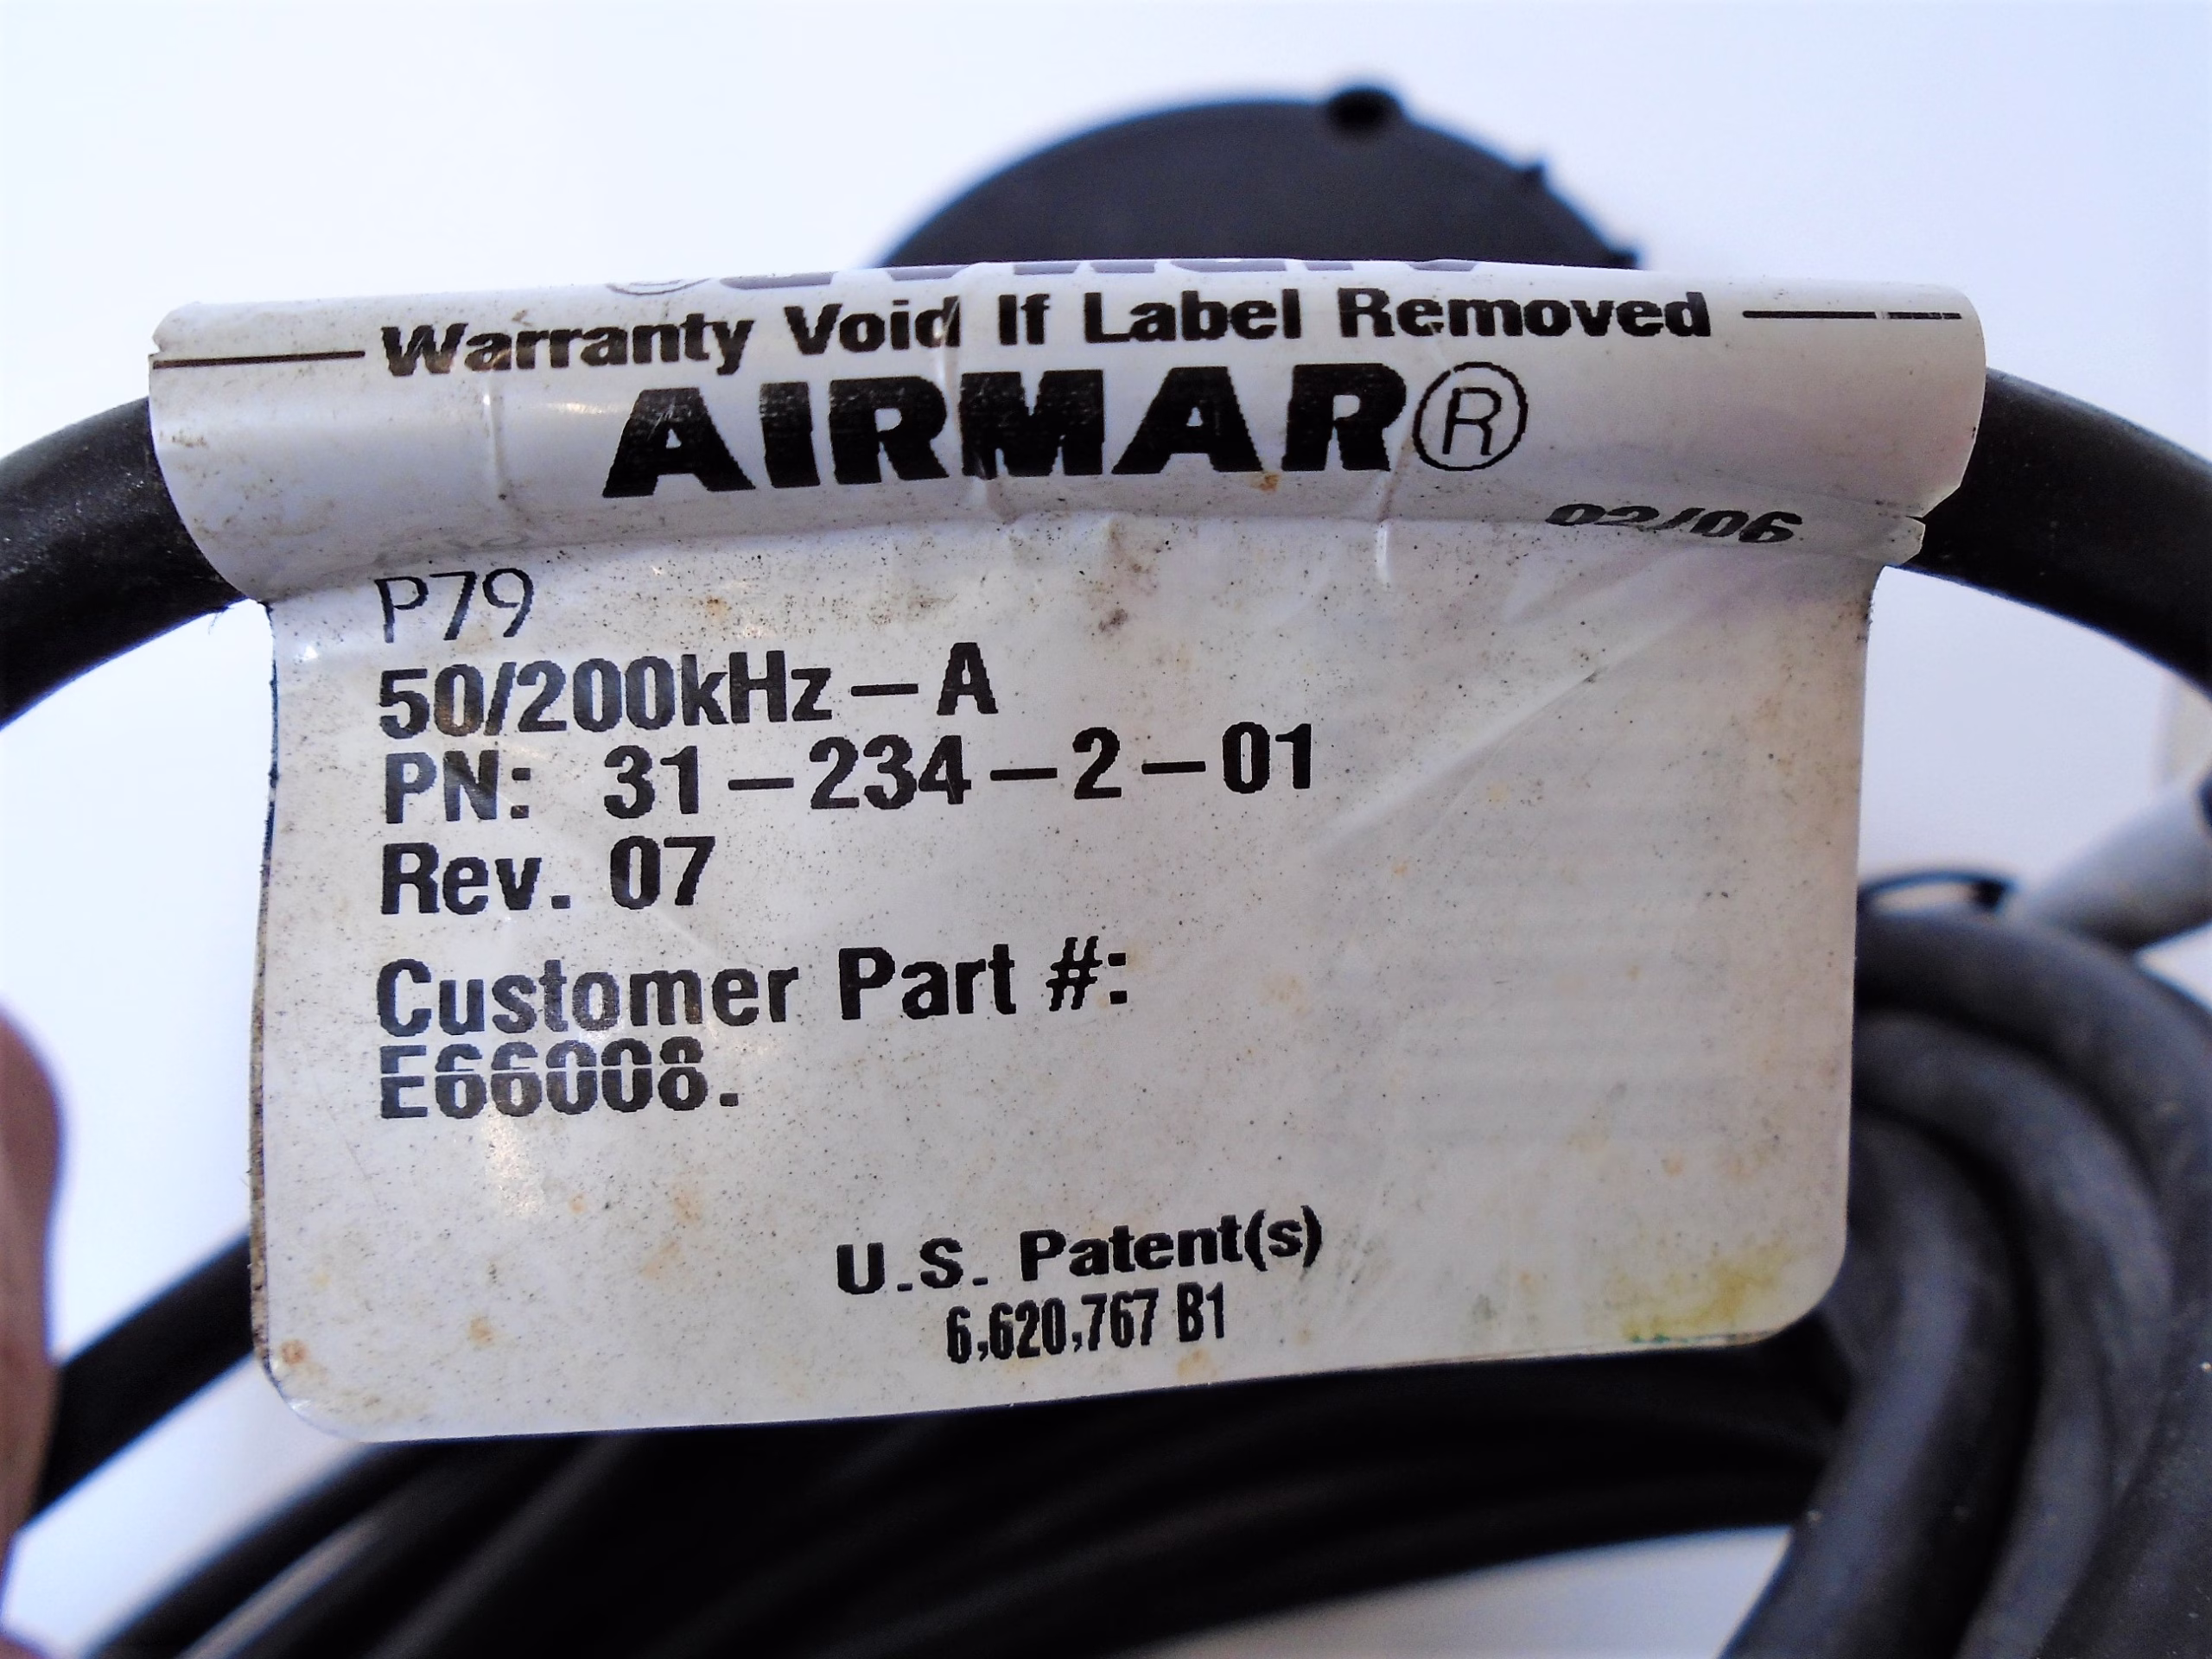 Warranty Void If Label Removed
AIRMAR®
02/06
P79
50/200kHz-A
PN: 31-234-2-01
Rev. 07
Customer Part #:
E66008.
U.S. Patent(s)
6,620,767 B1